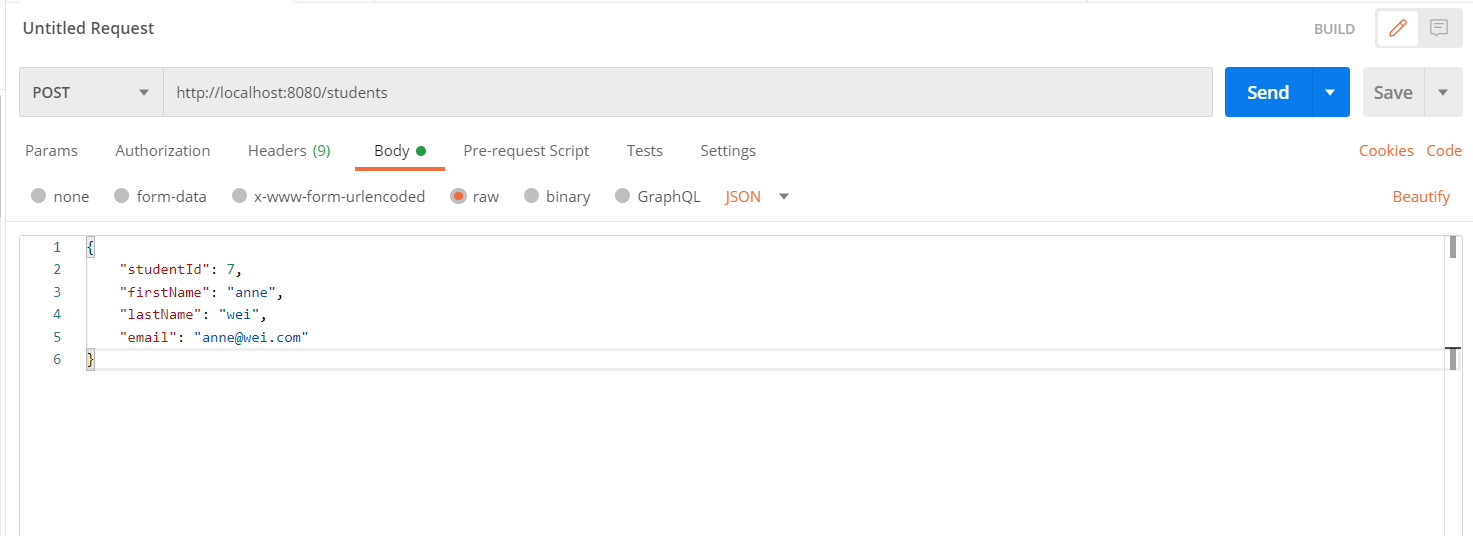 Untitled Request BUILD
POST http://localhost:8080/students Send Save
Params Authorization Headers (9) Body Pre-request Script Tests Settings Cookies Code
none form-data x-www-form-urlencoded raw binary GraphQL JSON Beautify
1 {
2 "studentId": 7,
3 "firstName": "anne",
4 "lastName": "wei",
5 "email": "anne@wei.com"
6 }